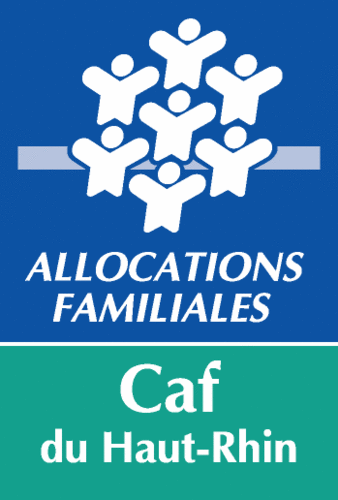 ALLOCATIONS
FAMILIALES
Caf
du Haut-Rhin